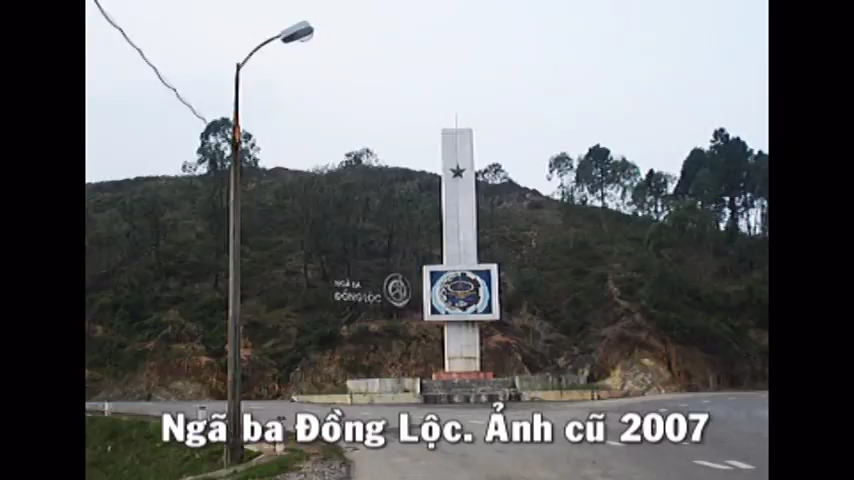 NGÃ BA
ĐỒNG LỘC
Ngã ba Đồng Lộc. Ảnh cũ 2007